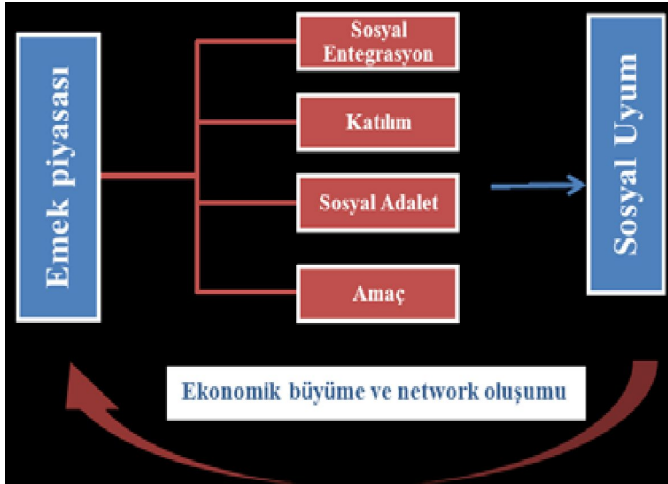 Emek piyasası
Sosyal
Entegrasyon
Katılım
Sosyal Adalet
Amaç
Sosyal Uyum
Ekonomik büyüme ve network oluşumu